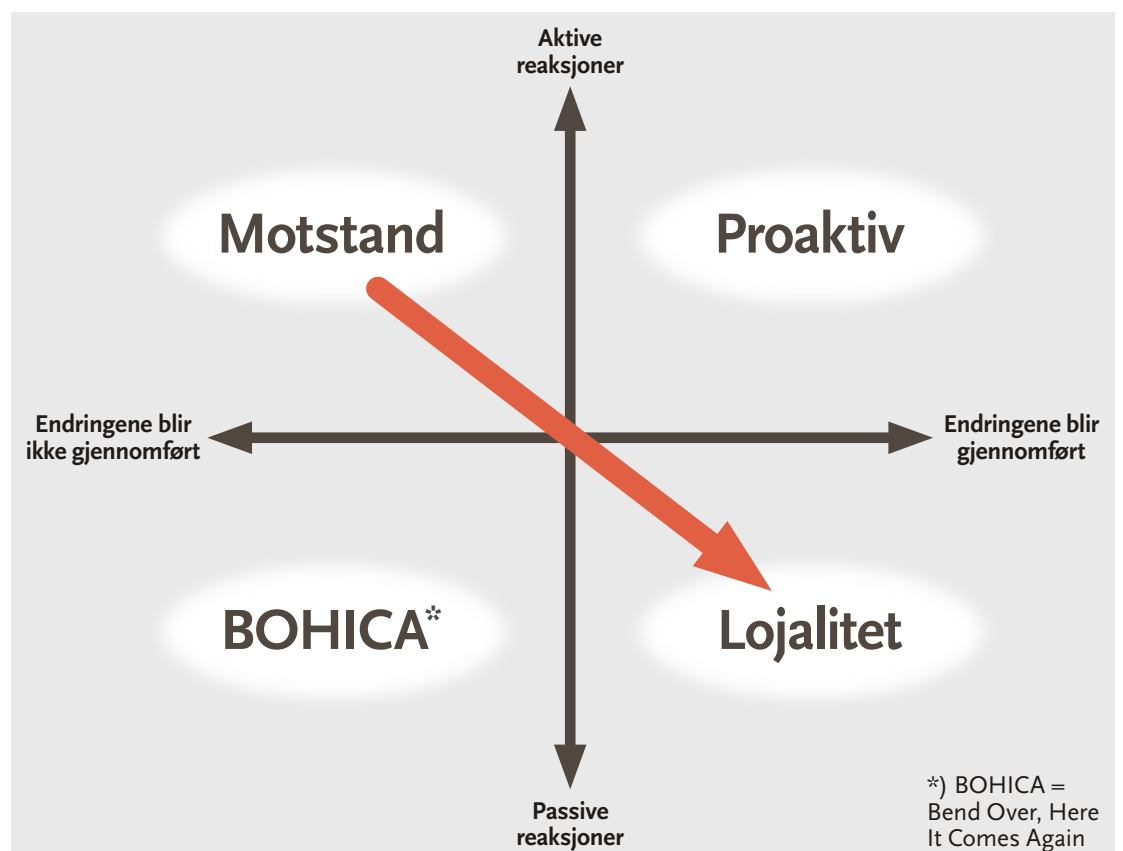 Aktive
reaksjoner
Motstand
Proaktiv
Endringene blir
ikke gjennomført
Endringene blir
gjennomført
BOHICA*
Lojalitet
Passive
reaksjoner
*) BOHICA =
Bend Over, Here
It Comes Again